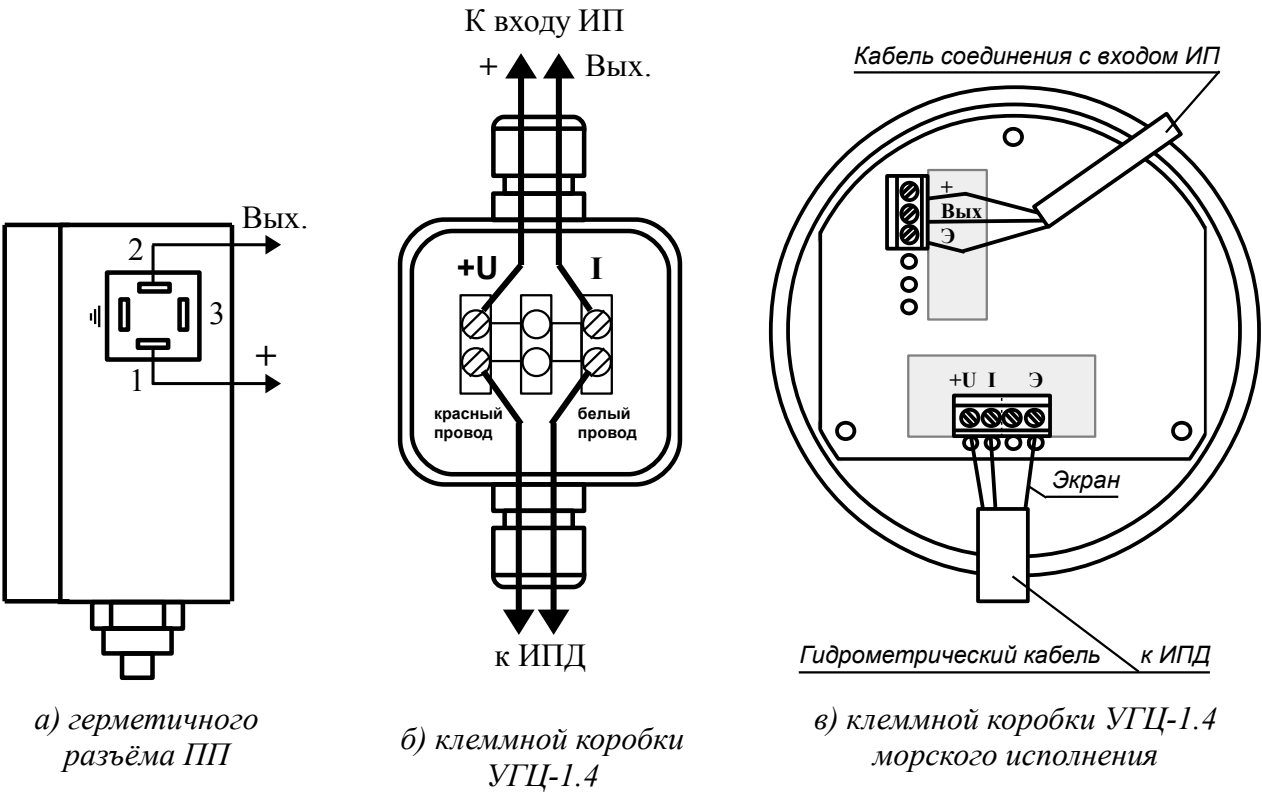 Вых.
2
3
1
+
а) герметичного
разъёма ПП
К входу ИП
+ Вых.
+U I
красный
провод
белый
провод
к ИПД
б) клеммной коробки
УГЦ-1.4
Кабель соединения с входом ИП
+
Вых
Э
+U I Э
Экран
Гидрометрический кабель к ИПД
в) клеммной коробки УГЦ-1.4
морского исполнения